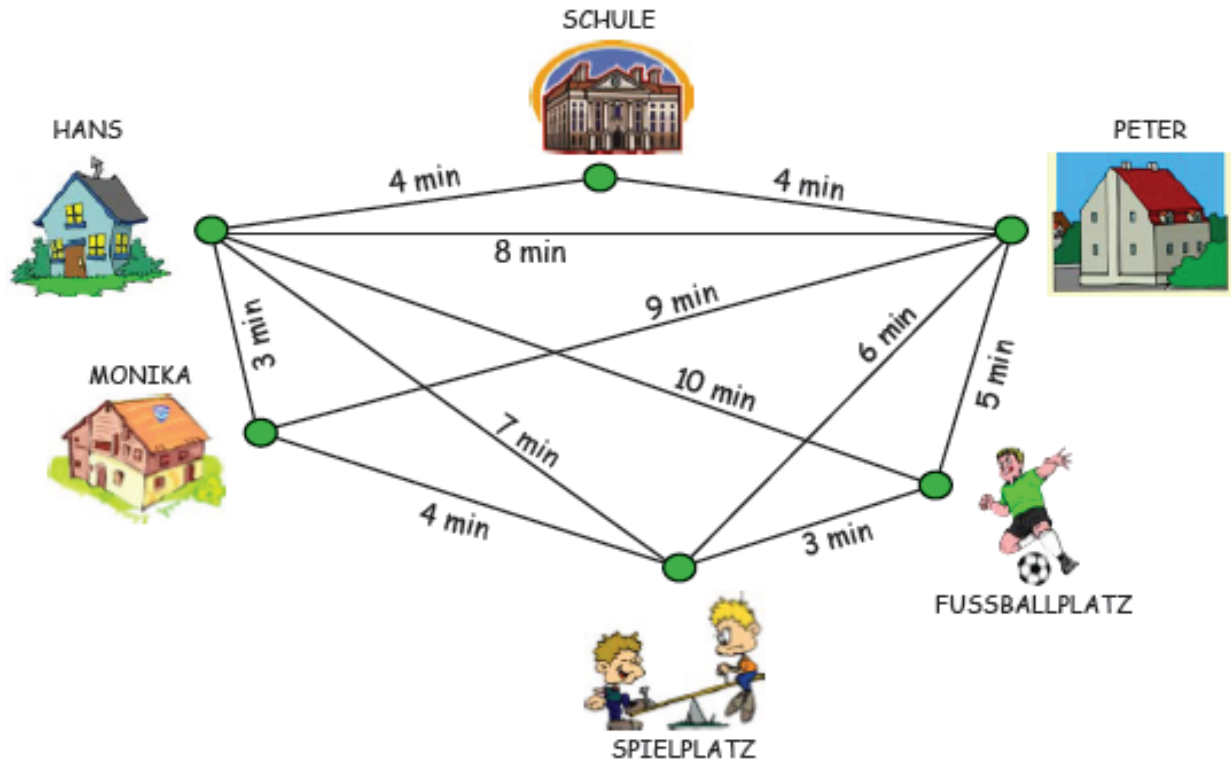 SCHULE
HANS
PETER
4 min
4 min
8 min
9 min
3 min
6 min
MONIKA
10 min
5 min
7 min
4 min
3 min
FUSSBALLPLATZ
SPIELPLATZ